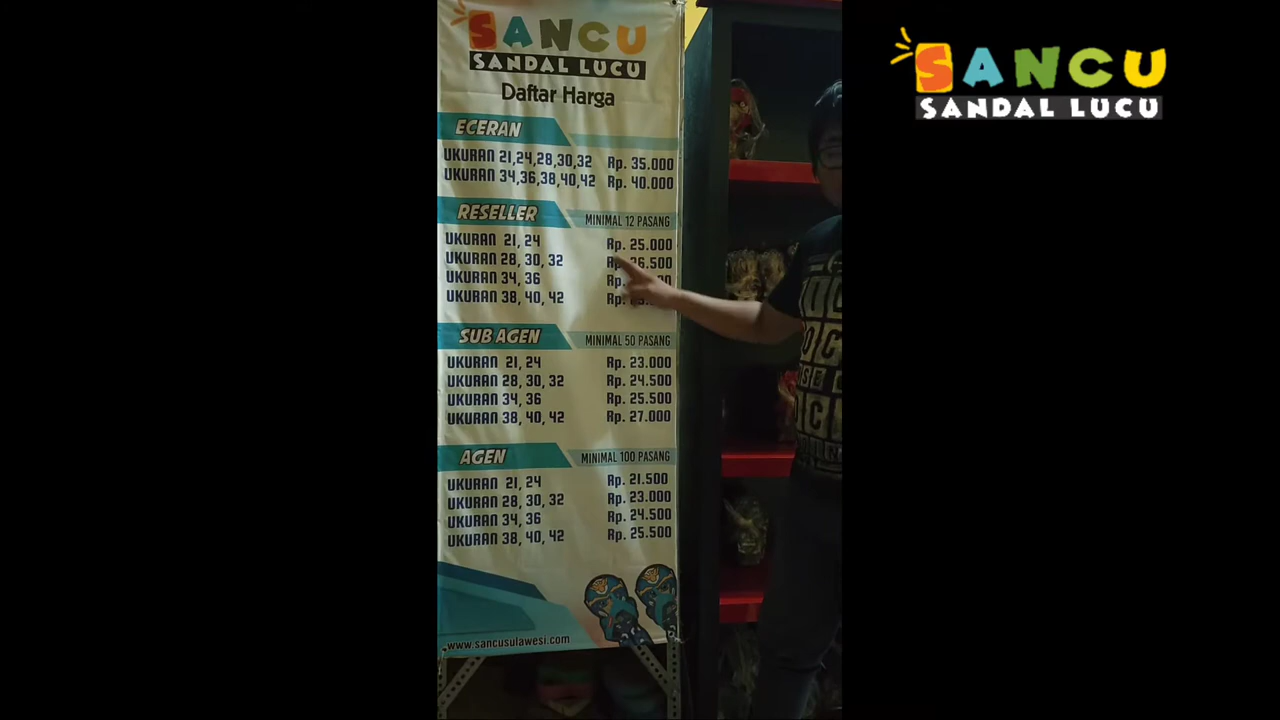 SANCU
SANDAL LUCU
Daftar Harga
ECERAN
UKURAN 21,24,28,30,32 Rp. 35.000
UKURAN 34,36,38,40,42 Rp. 40.000
RESELLER MINIMAL 12 PASANG
UKURAN 21, 24 Rp. 25.000
UKURAN 28, 30, 32
UKURAN 34, 36
UKURAN 38, 40, 42
SUB AGEN MINIMAL 50 PASANG
UKURAN 21, 24 Rp. 23.000
UKURAN 28, 30, 32 Rp. 24.500
UKURAN 34, 36 Rp. 25.500
UKURAN 38, 40, 42 Rp. 27.000
AGEN MINIMAL 100 PASANG
UKURAN 21, 24 Rp. 21.500
UKURAN 28, 30, 32 Rp. 23.000
UKURAN 34, 36 Rp. 24.500
UKURAN 38, 40, 42 Rp. 25.500
www.sancusulawesi.com
SANCU
SANDAL LUCU